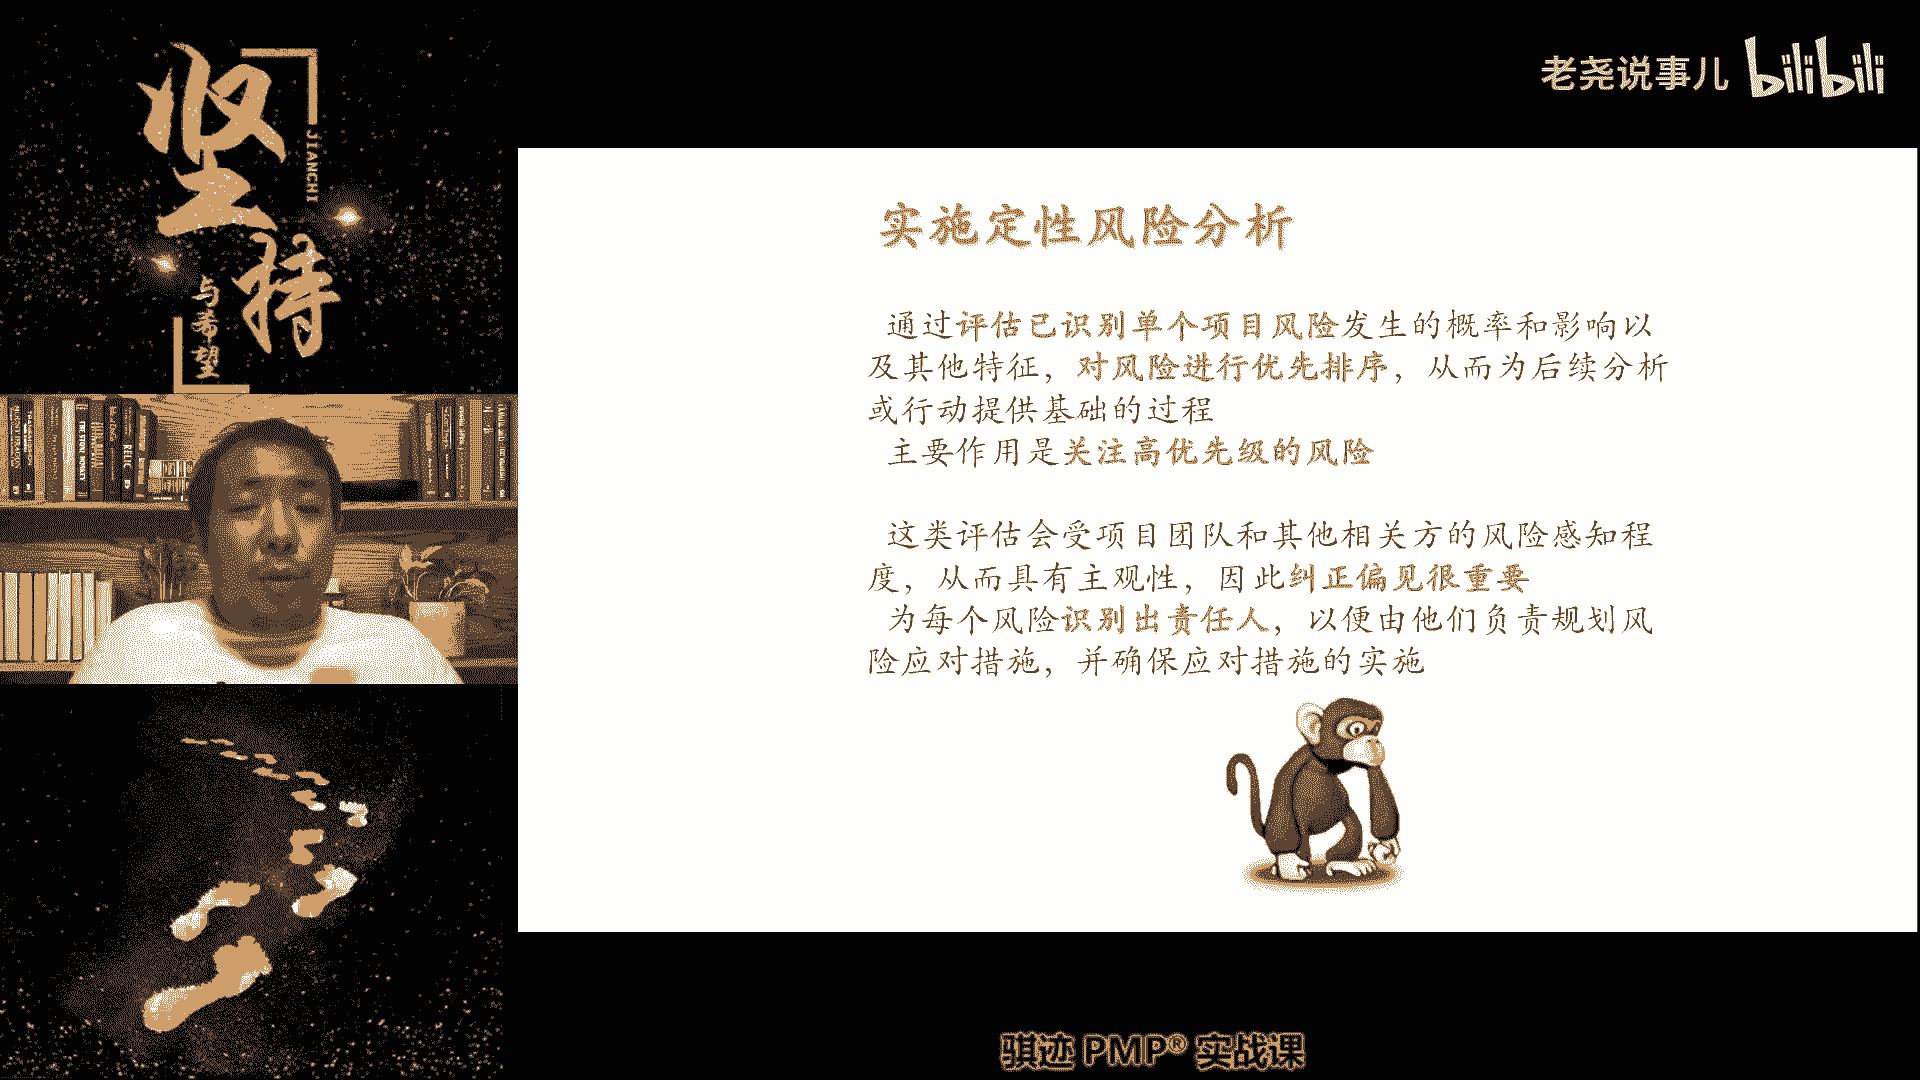 坚持
JIANCHI
与希望
老尧说事儿 bilibili
实施定性风险分析
通过评估已识别单个项目风险发生的概率和影响以
及其他特征，对风险进行优先排序，从而为后续分析
或行动提供基础的过程
主要作用是关注高优先级的风险
这类评估会受项目团队和其他相关方的风险感知程
度，从而具有主观性，因此纠正偏见很重要
为每个风险识别出责任人，以便由他们负责规划风
险应对措施，并确保应对措施的实施
骐迹 PMP® 实战课